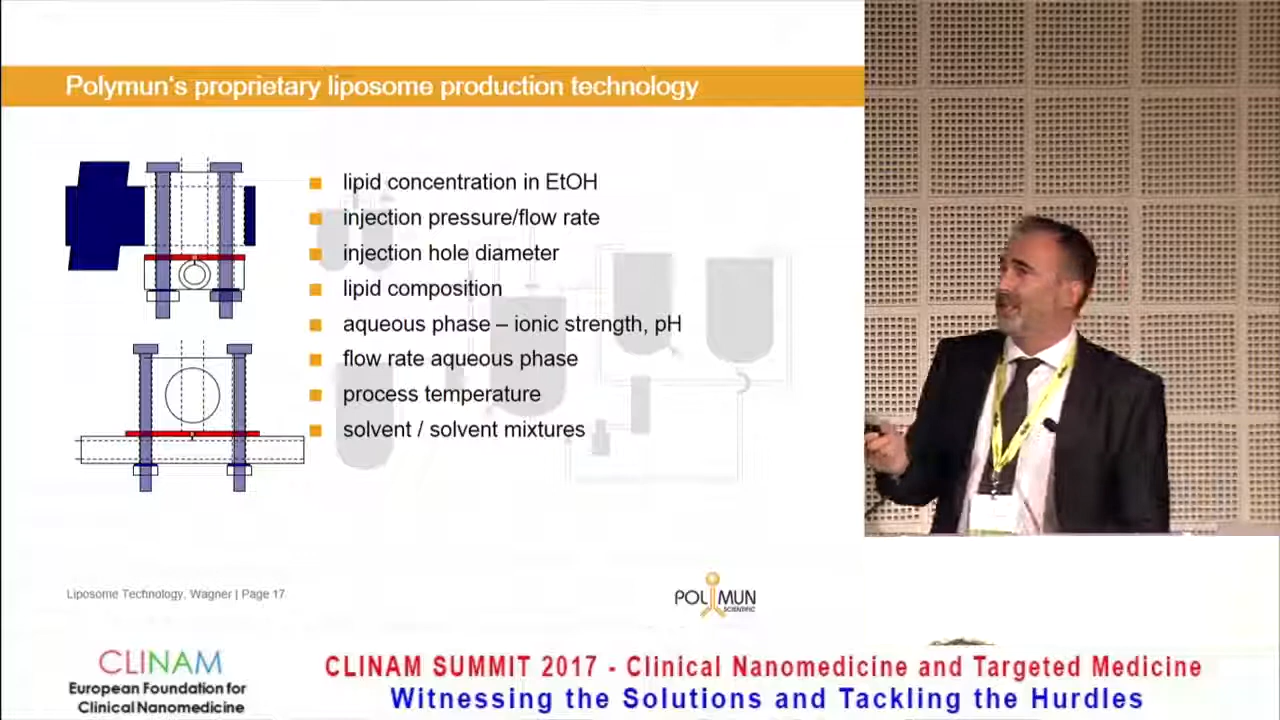 Polymun's proprietary liposome production technology
lipid concentration in EtOH
injection pressure/flow rate
injection hole diameter
lipid composition
aqueous phase – ionic strength, pH
flow rate aqueous phase
process temperature
solvent / solvent mixtures
Liposome Technology, Wagner | Page 17
POLYMUN
SCIENTIFIC
CLINAM
European Foundation for
Clinical Nanomedicine
CLINAM SUMMIT 2017 - Clinical Nanomedicine and Targeted Medicine
Witnessing the Solutions and Tackling the Hurdles